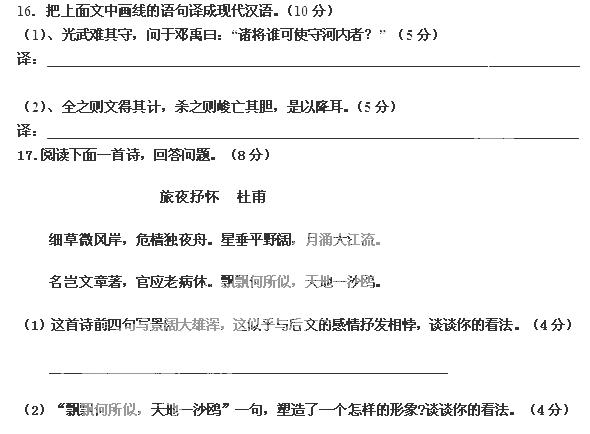 16．把上面文中画线的语句译成现代汉语。（10 分）
（1）、光武难其守，问于邓禹曰：“诸将谁可使守河内者？”（5 分）
译：
（2）、全之则文得其计，杀之则峻亡其胆，是以降耳。（5 分）
译：
17.阅读下面一首诗，回答问题。（8 分）
旅夜抒怀 杜甫
细草微风岸，危樯独夜舟。星垂平野阔，月涌大江流。
名岂文章著，官应老病休。飘飘何所似，天地一沙鸥。
（1）这首诗前四句写景阔大雄浑，这似乎与后文的感情抒发相悖，谈谈你的看法。（4 分）
（2）“飘飘何所似，天地一沙鸥”一句，塑造了一个怎样的形象?谈谈你的看法。（4 分）